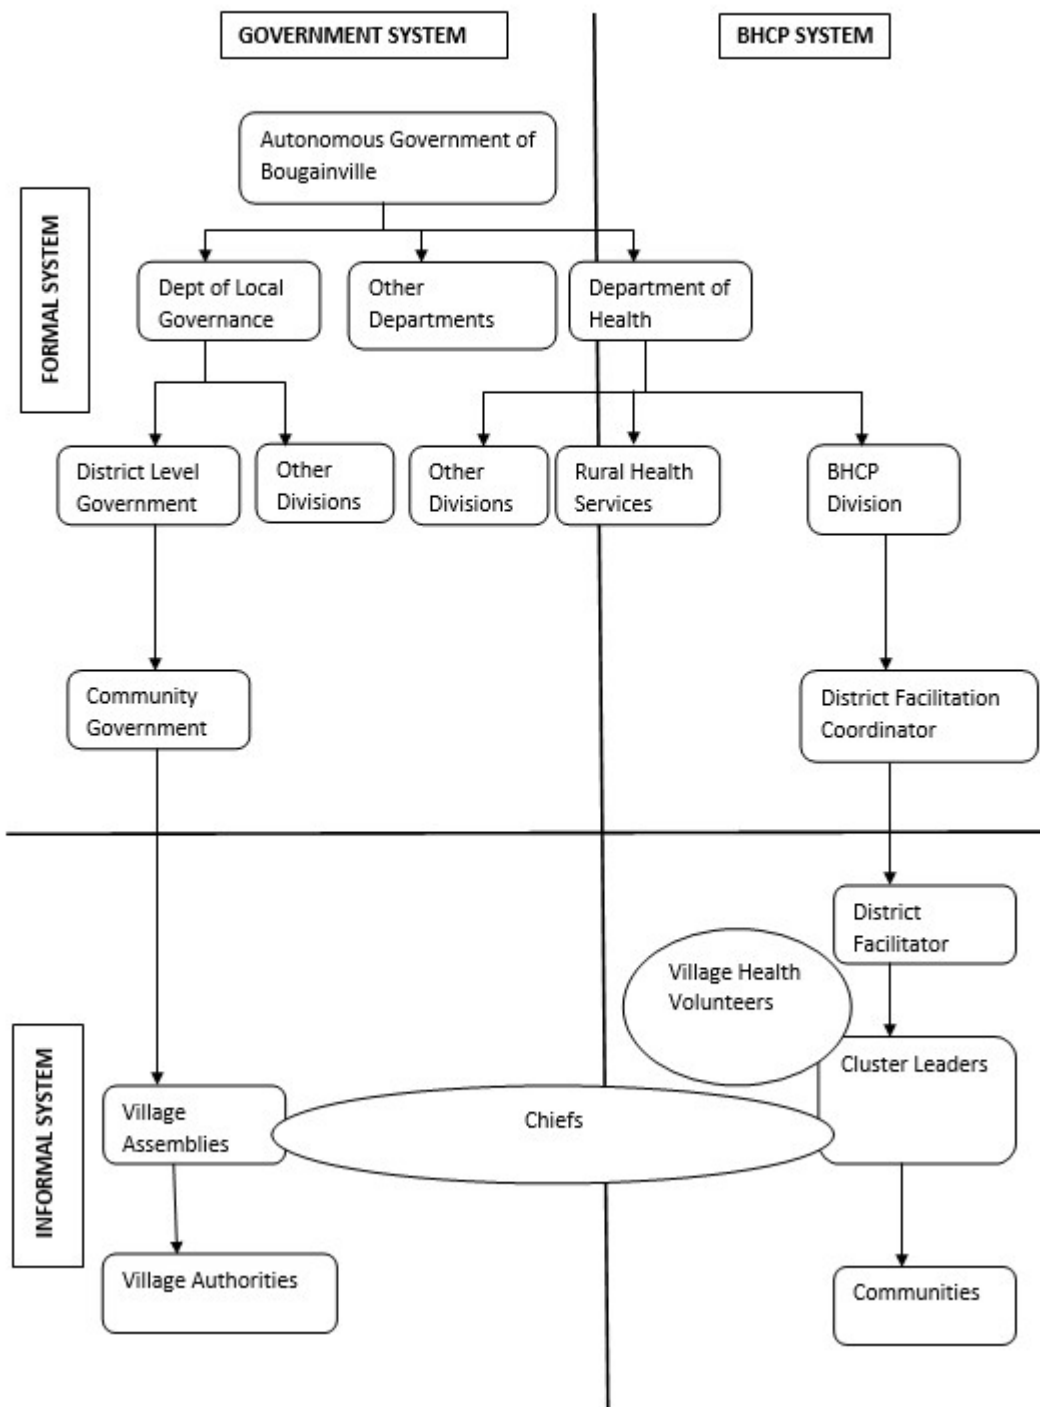 GOVERNMENT SYSTEM
BHCP SYSTEM
Autonomous Government of
Bougainville
FORMAL SYSTEM
Dept of Local
Governance
Other
Departments
Department of
Health
District Level
Government
Other
Divisions
Other
Divisions
Rural Health
Services
BHCP
Division
Community
Government
District Facilitation
Coordinator
District
Facilitator
Village Health
Volunteers
Cluster Leaders
INFORMAL SYSTEM
Village
Assemblies
Chiefs
Village Authorities
Communities